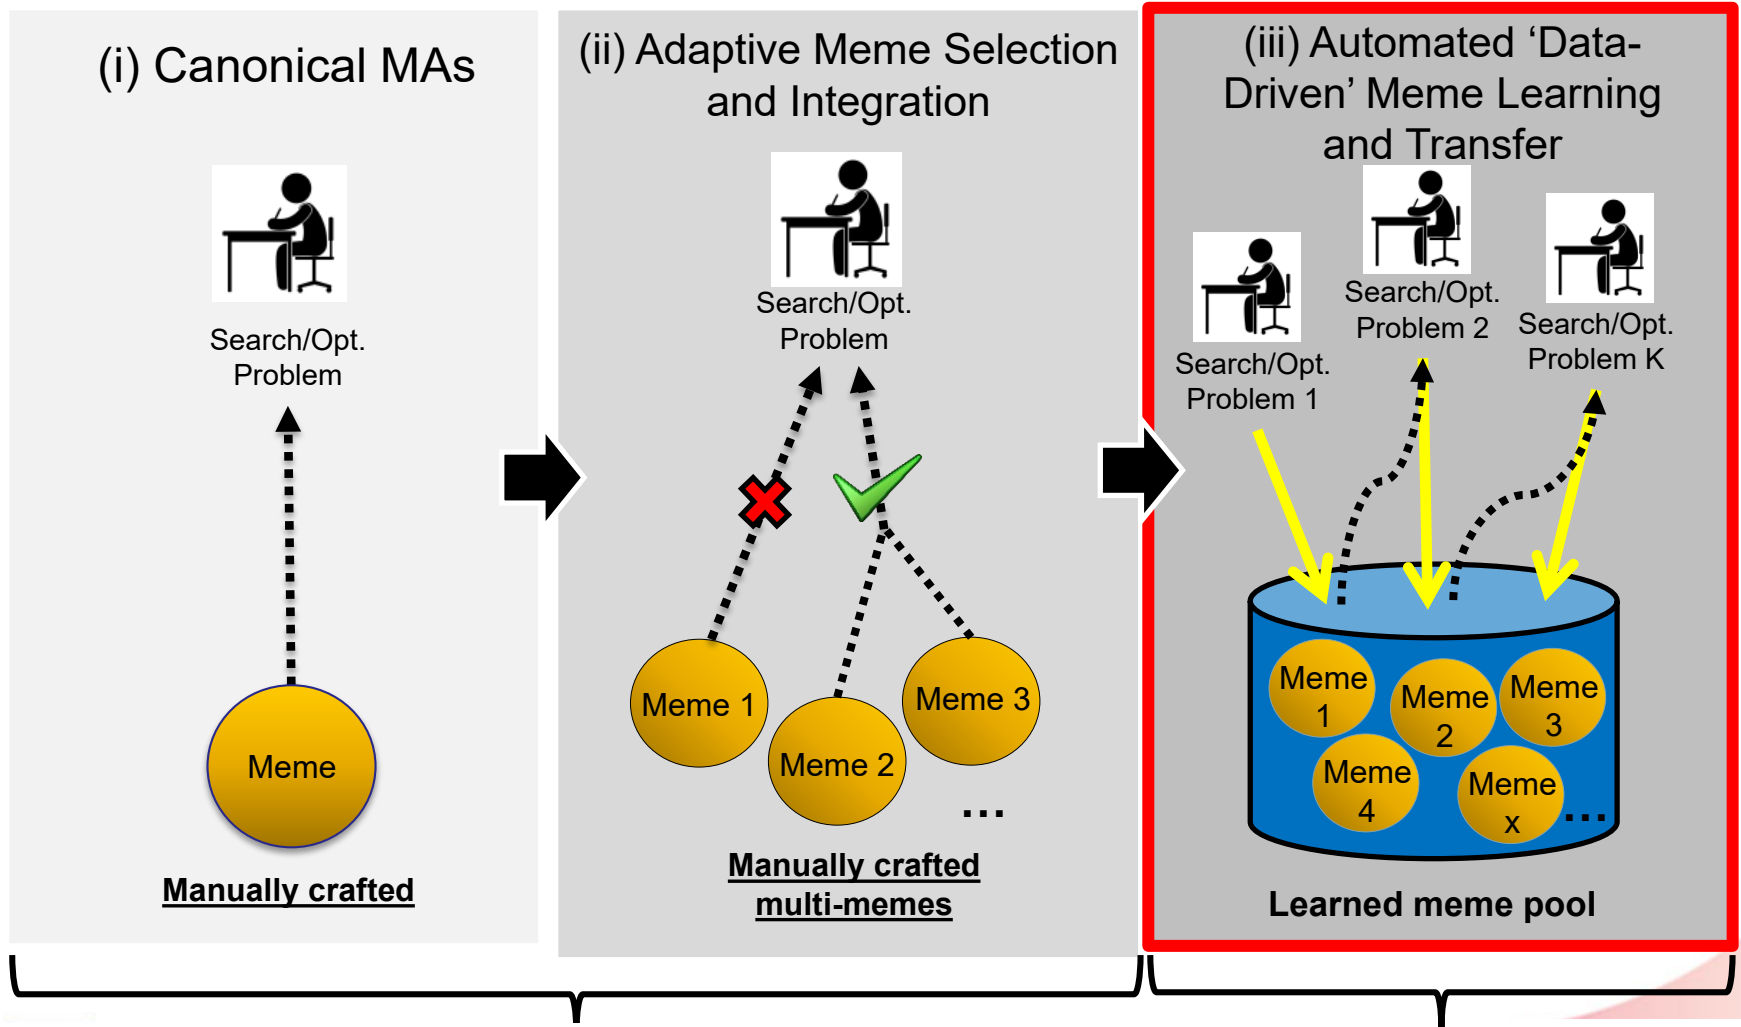 (i) Canonical MAs
Search/Opt.
Problem
Meme
Manually crafted
(ii) Adaptive Meme Selection
and Integration
Search/Opt.
Problem
Meme 1
Meme 2
Meme 3
...
Manually crafted
multi-memes
(iii) Automated ‘Data-
Driven’ Meme Learning
and Transfer
Search/Opt.
Problem 1
Search/Opt.
Problem 2
Search/Opt.
Problem K
Meme
1
Meme
2
Meme
3
Meme
4
Meme
x
...
Learned meme pool